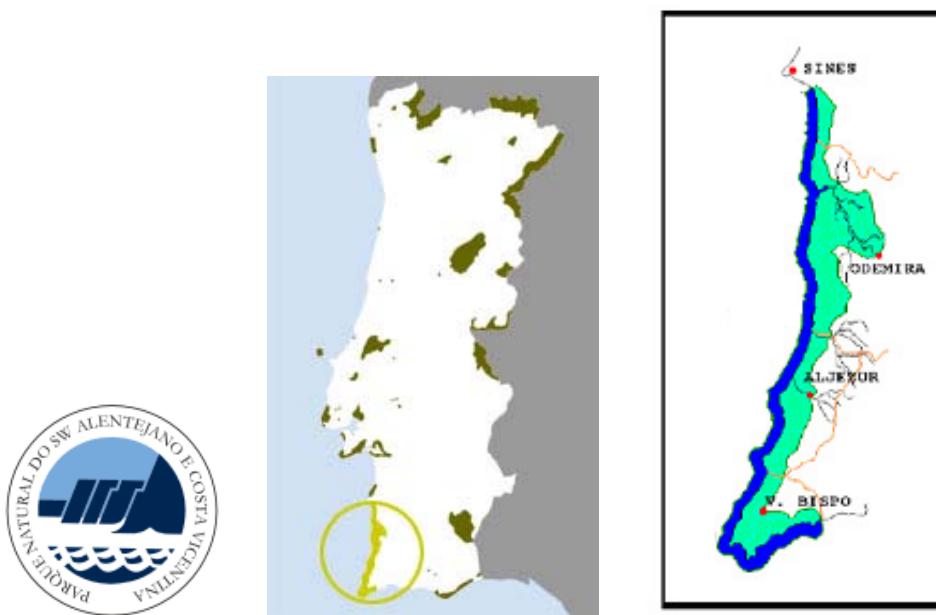 PARQUE NATURAL DO SW ALENTEJANO E COSTA VICENTINA
SINES
ODEMIRA
ALJEZUR
V. BISPO